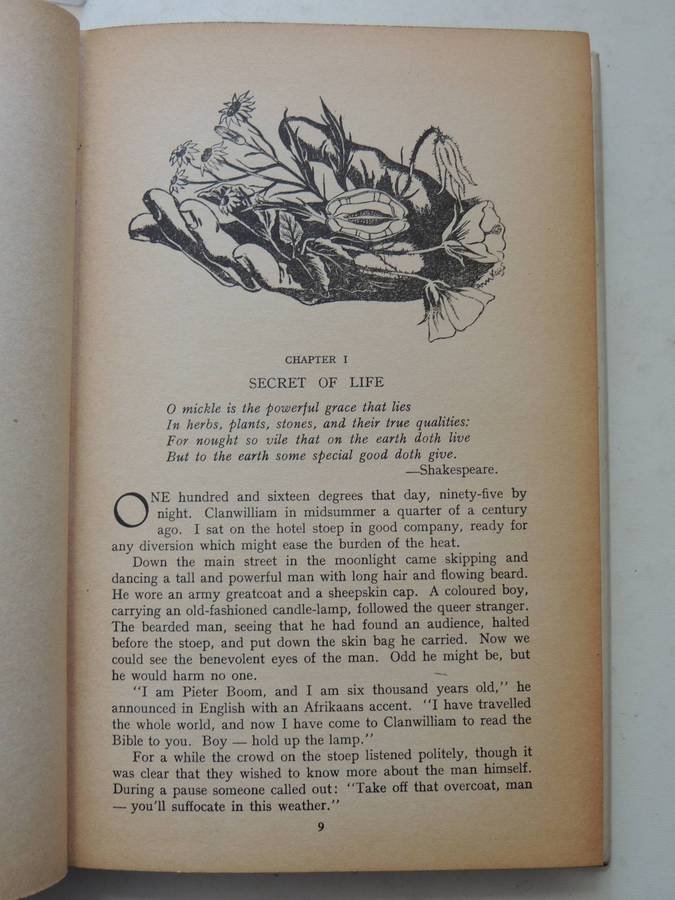 CHAPTER I
SECRET OF LIFE
O mickle is the powerful grace that lies
In herbs, plants, stones, and their true qualities:
For nought so vile that on the earth doth live
But to the earth some special good doth give.
—Shakespeare.
ONE hundred and sixteen degrees that day, ninety-five by
night. Clanwilliam in midsummer a quarter of a century
ago. I sat on the hotel stoep in good company, ready for
any diversion which might ease the burden of the heat.
Down the main street in the moonlight came skipping and
dancing a tall and powerful man with long hair and flowing beard.
He wore an army greatcoat and a sheepskin cap. A coloured boy,
carrying an old-fashioned candle-lamp, followed the queer stranger.
The bearded man, seeing that he had found an audience, halted
before the stoep, and put down the skin bag he carried. Now we
could see the benevolent eyes of the man. Odd he might be, but
he would harm no one.
"I am Pieter Boom, and I am six thousand years old," he
announced in English with an Afrikaans accent. "I have travelled
the whole world, and now I have come to Clanwilliam to read the
Bible to you. Boy — hold up the lamp."
For a while the crowd on the stoep listened politely, though it
was clear that they wished to know more about the man himself.
During a pause someone called out: "Take off that overcoat, man
— you'll suffocate in this weather."
9